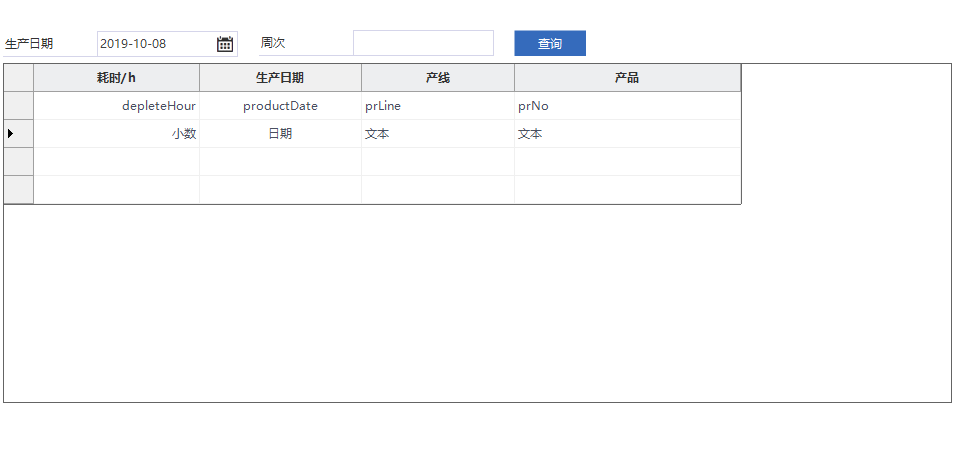 生产日期 2019-10-08 周次 查询
耗时/h 生产日期 产线 产品
depleteHour productDate prLine prNo
小数 日期 文本 文本